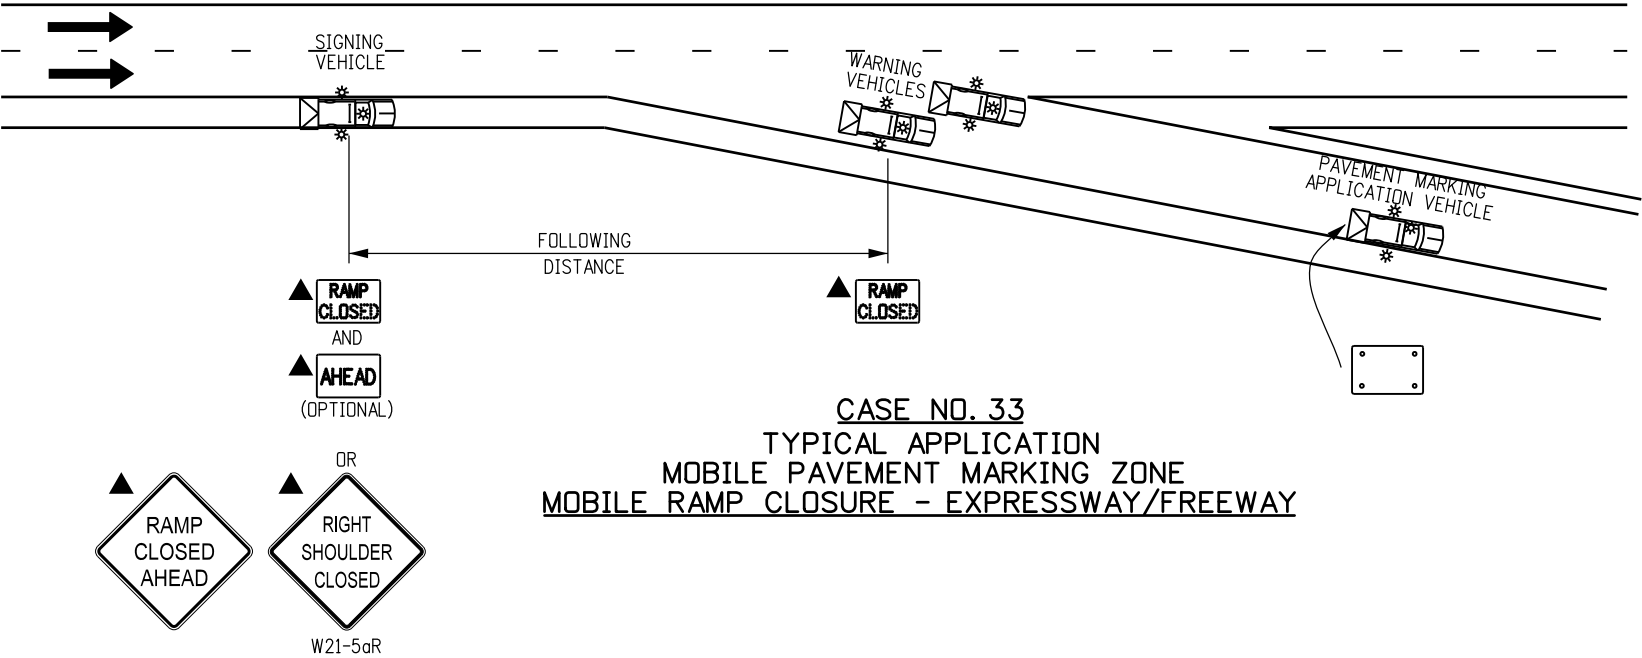 SIGNING
VEHICLE
WARNING
VEHICLES
PAVEMENT MARKING
APPLICATION VEHICLE
FOLLOWING
DISTANCE
RAMP
CLOSED
AND
AHEAD
(OPTIONAL)
RAMP
CLOSED
CASE NO. 33
TYPICAL APPLICATION
MOBILE PAVEMENT MARKING ZONE
MOBILE RAMP CLOSURE - EXPRESSWAY/FREEWAY
OR
RAMP
CLOSED
AHEAD
RIGHT
SHOULDER
CLOSED
W21-5aR